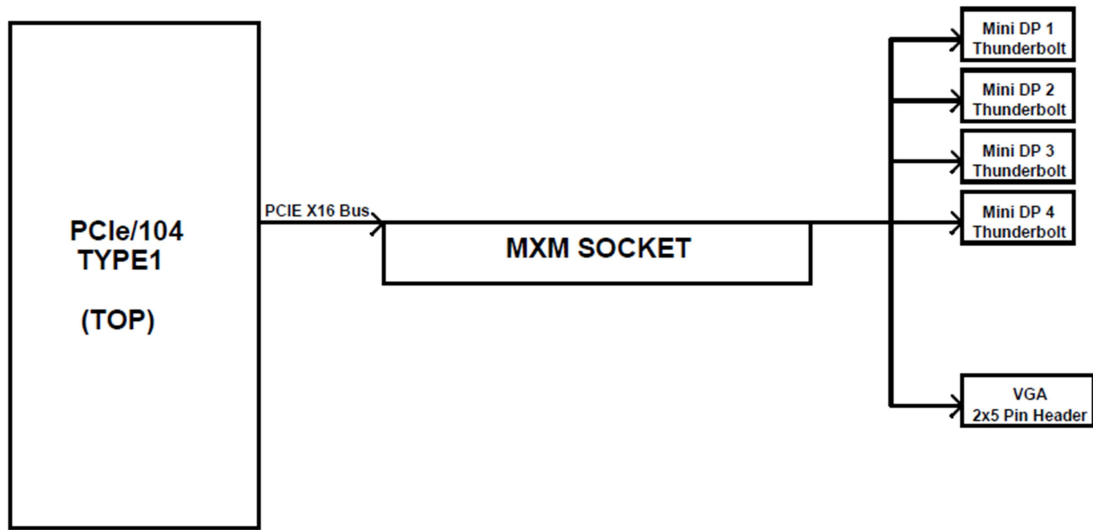 PCIe/104
TYPE1
(TOP)
PCIE X16 Bus
MXM SOCKET
Mini DP 1
Thunderbolt
Mini DP 2
Thunderbolt
Mini DP 3
Thunderbolt
Mini DP 4
Thunderbolt
VGA
2x5 Pin Header